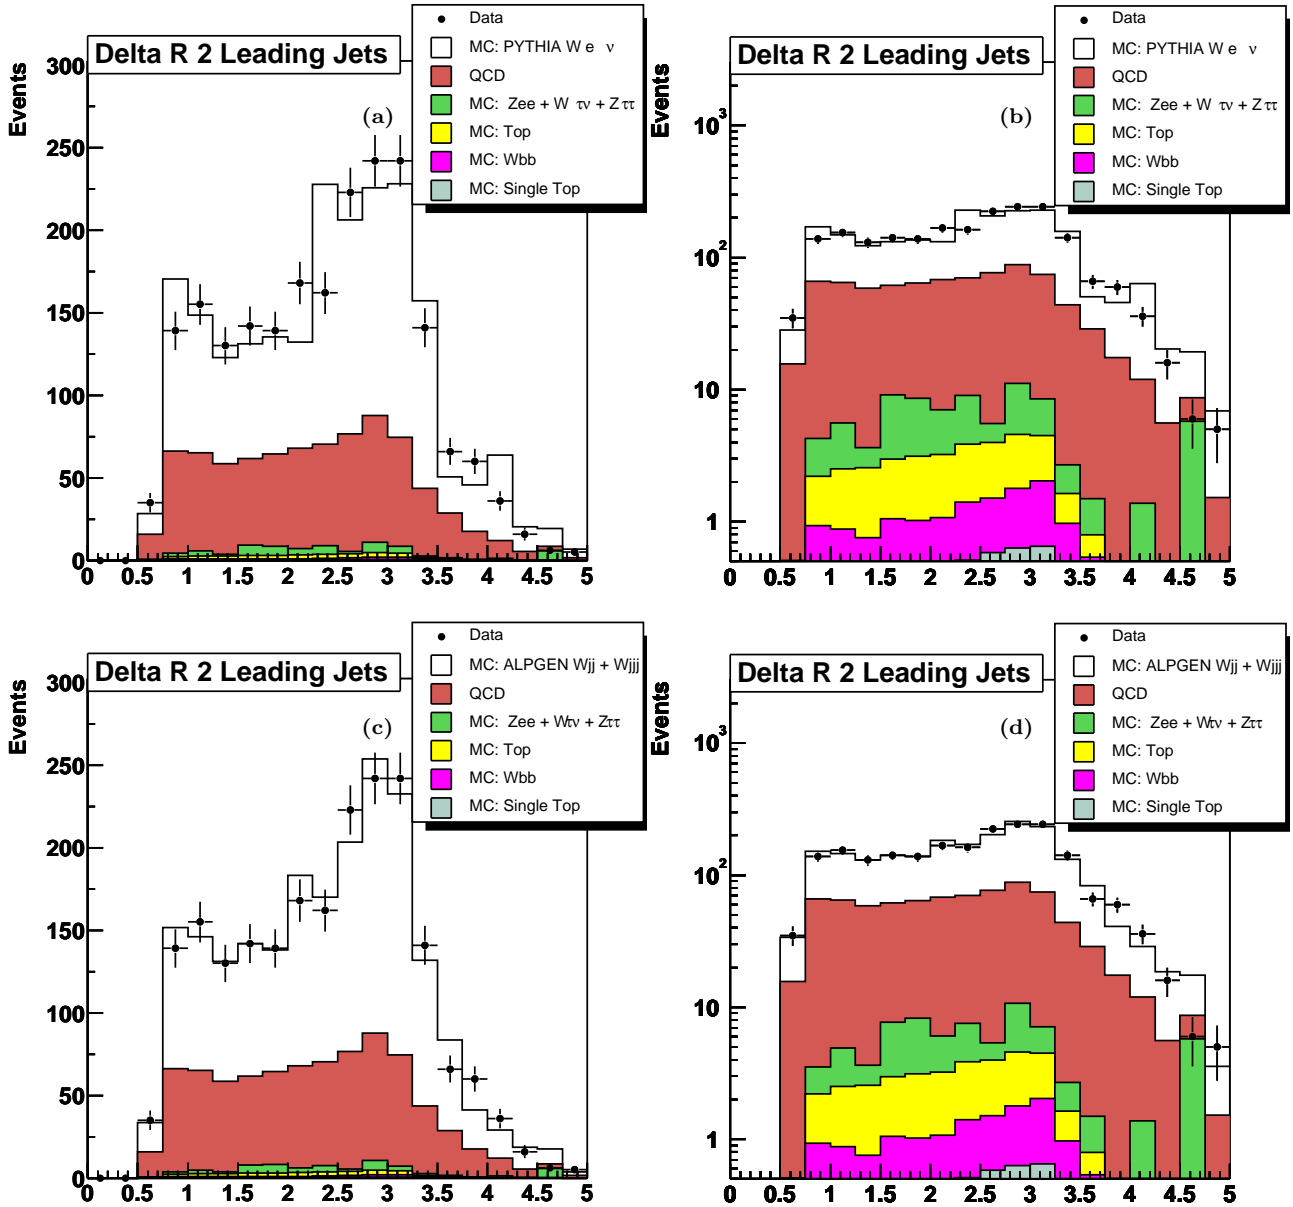 Data
MC: PYTHIA W e ν
QCD
MC: Zee + W τν + Z ττ
MC: Top
MC: Wbb
MC: Single Top
Delta R 2 Leading Jets
(a)
Events
300
250
200
150
100
50
0
0 0.5 1 1.5 2 2.5 3 3.5 4 4.5 5
Data
MC: PYTHIA W e ν
QCD
MC: Zee + W τν + Z ττ
MC: Top
MC: Wbb
MC: Single Top
Delta R 2 Leading Jets
(b)
Events
10³
10²
10
1
0 0.5 1 1.5 2 2.5 3 3.5 4 4.5 5
Data
MC: ALPGEN Wjj + Wjjj
QCD
MC: Zee + Wτν + Zττ
MC: Top
MC: Wbb
MC: Single Top
Delta R 2 Leading Jets
(c)
Events
300
250
200
150
100
50
0
0 0.5 1 1.5 2 2.5 3 3.5 4 4.5 5
Data
MC: ALPGEN Wjj + Wjjj
QCD
MC: Zee + Wτν + Zττ
MC: Top
MC: Wbb
MC: Single Top
Delta R 2 Leading Jets
(d)
Events
10³
10²
10
1
0 0.5 1 1.5 2 2.5 3 3.5 4 4.5 5